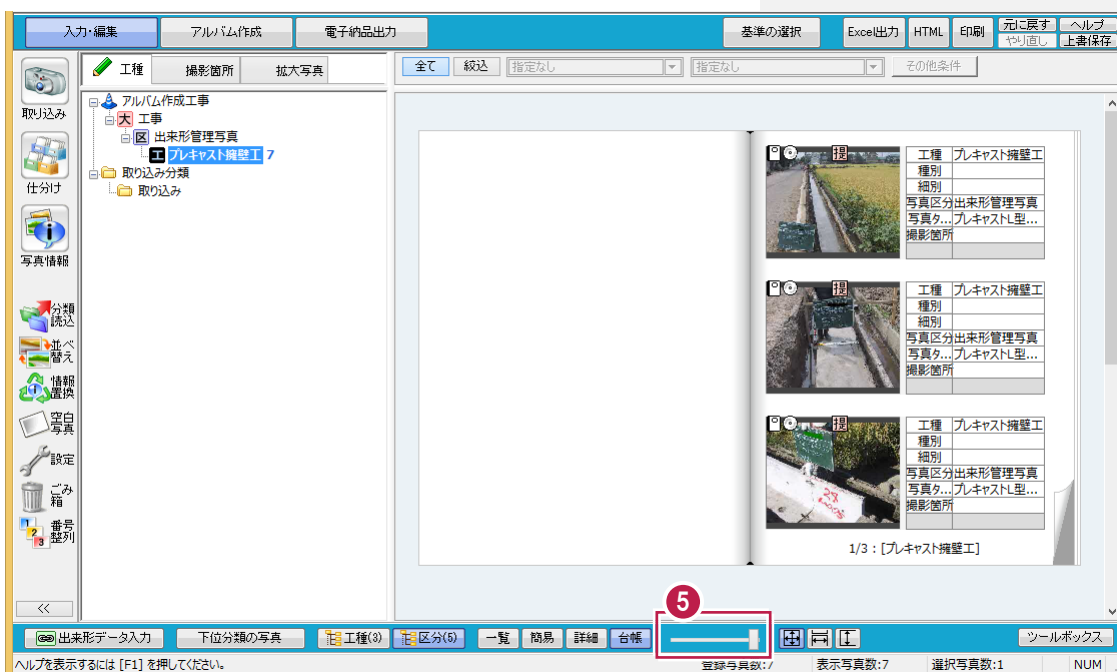 入力・編集 アルバム作成 電子納品出力 基準の選択 Excel出力 HTML 印刷 元に戻す やり直し ヘルプ 上書保存
工種 撮影箇所 拡大写真 全て 絞込 指定なし 指定なし その他条件
取り込み
仕分け
写真情報
分類読込
並べ替え
情報置換
空白写真
設定
ごみ箱
番号整列
<<
アルバム作成工事
大 工事
区 出来形管理写真
工 プレキャスト擁壁工 7
取り込み分類
取り込み
提
工種 プレキャスト擁壁工
種別
細別
写真区分 出来形管理写真
写真タ... プレキャストL型...
撮影箇所
提
工種 プレキャスト擁壁工
種別
細別
写真区分 出来形管理写真
写真タ... プレキャストL型...
撮影箇所
提
工種 プレキャスト擁壁工
種別
細別
写真区分 出来形管理写真
写真タ... プレキャストL型...
撮影箇所
1/3 : [プレキャスト擁壁工]
5
出来形データ入力 下位分類の写真 工種(3) 区分(5) 一覧 簡易 詳細 台帳 ツールボックス
ヘルプを表示するには [F1] を押してください。 登録写真数:7 表示写真数:7 選択写真数:1 NUM